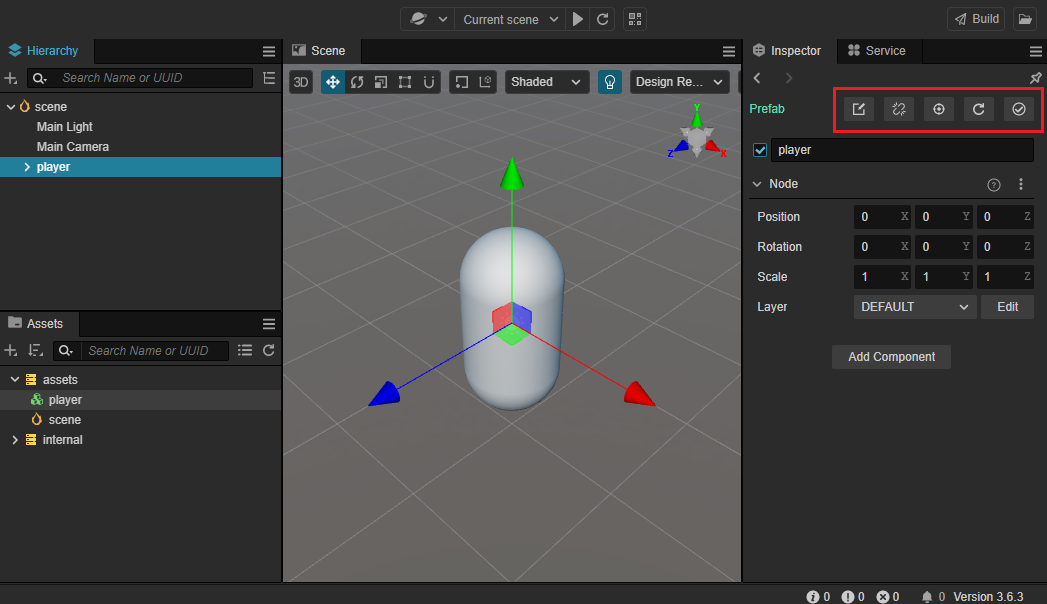 Current scene
Build
Hierarchy
Scene
Inspector
Service
Search Name or UUID
3D
Shaded
Design Re...
scene
Main Light
Main Camera
player
Y
Z
X
Prefab
player
Node
Position 0 X 0 Y 0 Z
Rotation 0 X 0 Y 0 Z
Scale 1 X 1 Y 1 Z
Layer DEFAULT Edit
Add Component
Assets
Search Name or UUID
assets
player
scene
internal
0 0 0 0 Version 3.6.3